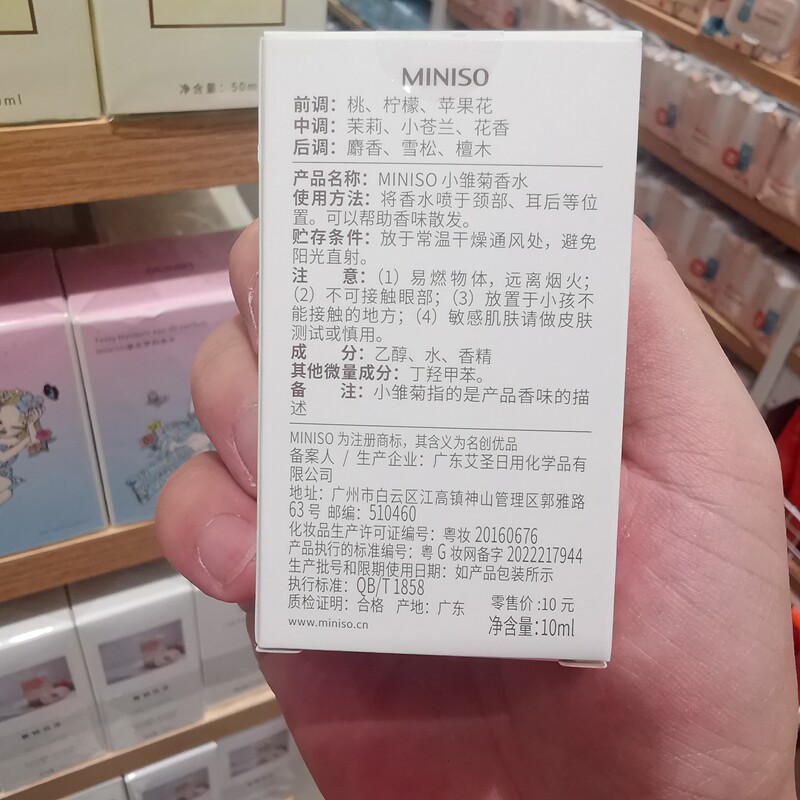 MINISO
前调：桃、柠檬、苹果花
中调：茉莉、小苍兰、花香
后调：麝香、雪松、檀木
产品名称：MINISO 小雏菊香水
使用方法：将香水喷于颈部、耳后等位
置。可以帮助香味散发。
贮存条件：放于常温干燥通风处，避免
阳光直射。
注 意：（1）易燃物体，远离烟火；
（2）不可接触眼部；（3）放置于小孩不
能接触的地方；（4）敏感肌肤请做皮肤
测试或慎用。
成 分：乙醇、水、香精
其他微量成分：丁羟甲苯。
备 注：小雏菊指的是产品香味的描
述
MINISO 为注册商标，其含义为名创优品
备案人 / 生产企业：广东艾圣日用化学品有
限公司
地址：广州市白云区江高镇神山管理区郭雅路
63 号 邮编：510460
化妆品生产许可证编号：粤妆 20160676
产品执行的标准编号：粤 G 妆网备字 2022217944
生产批号和限期使用日期：如产品包装所示
执行标准：QB/T 1858
质检证明：合格 产地：广东 零售价：10 元
www.miniso.cn 净含量：10ml
净含量：50m
ml